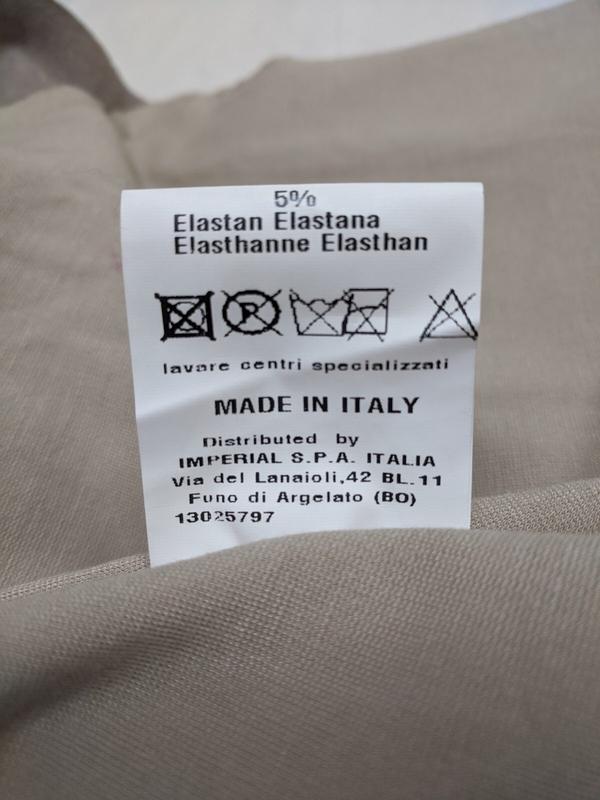 5%
Elastan Elastana
Elasthanne Elasthan
P
lavare centri specializzati
MADE IN ITALY
Distributed by
IMPERIAL S.P.A. ITALIA
Via del Lanaioli,42 BL.11
Funo di Argelato (BO)
13025797